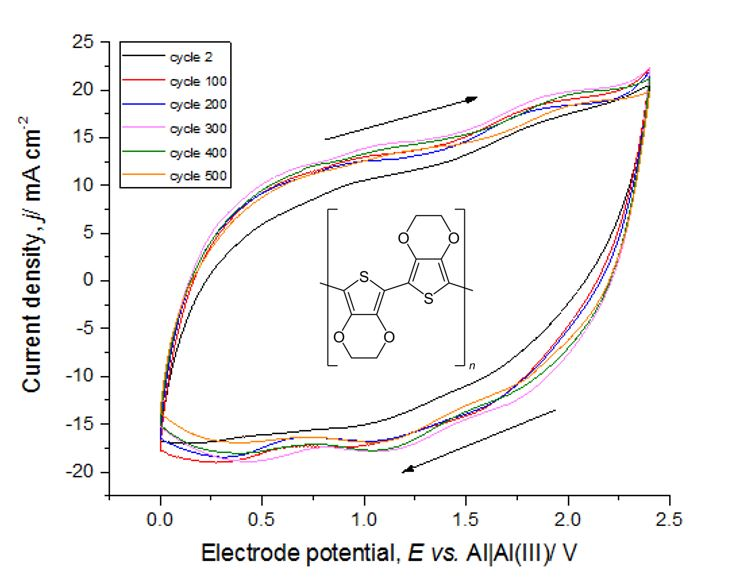 25
20
15
10
5
0
-5
-10
-15
-20
Current density, j/ mA cm-2
cycle 2
cycle 100
cycle 200
cycle 300
cycle 400
cycle 500
O O
S
S
O O
n
0.0 0.5 1.0 1.5 2.0 2.5
Electrode potential, E vs. Al|Al(III)/ V